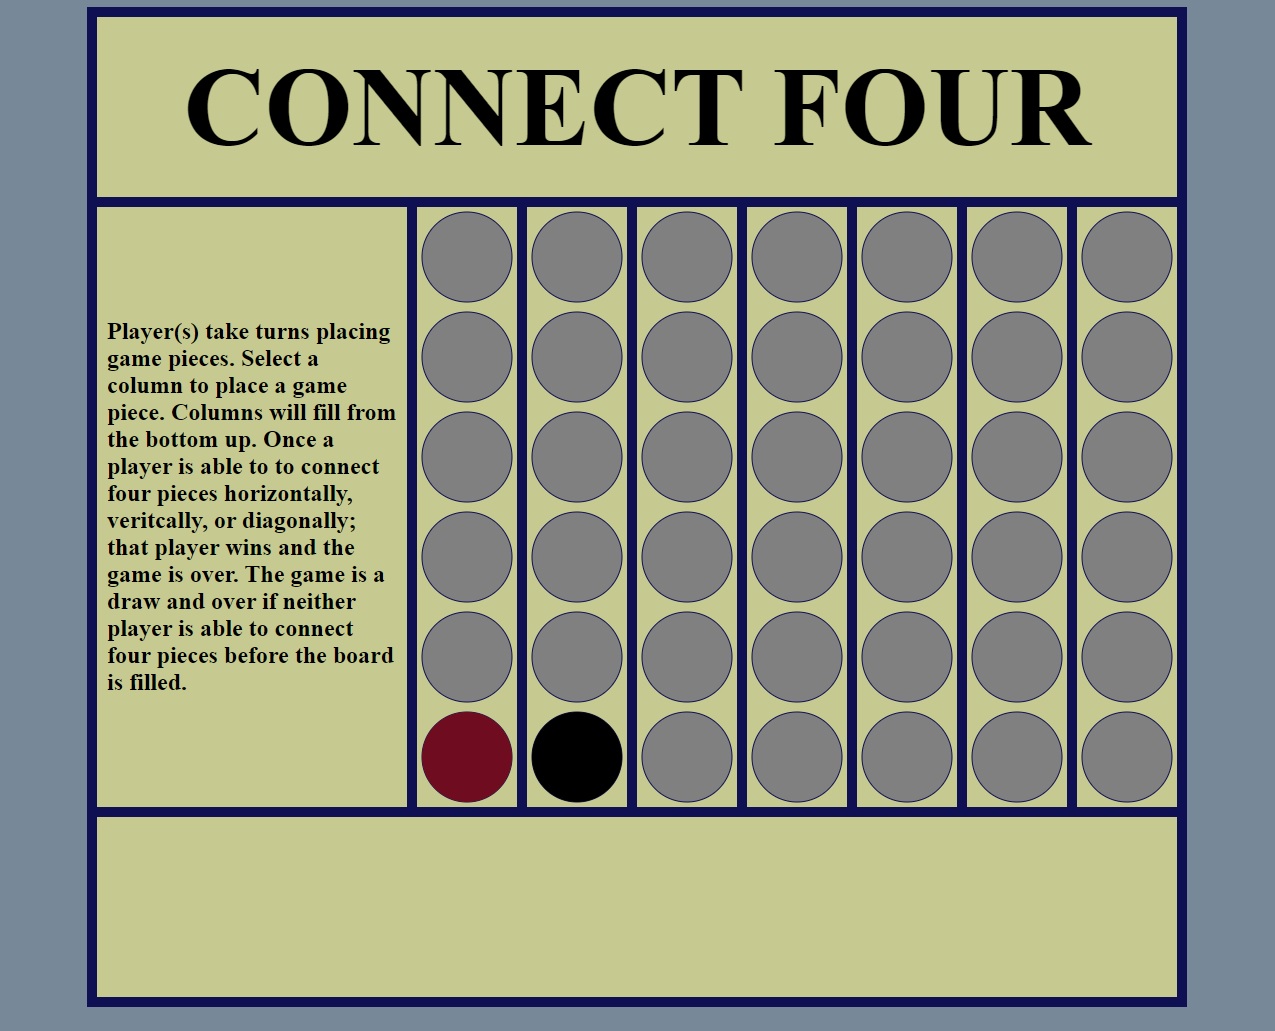 CONNECT FOUR
Player(s) take turns placing
game pieces. Select a
column to place a game
piece. Columns will fill from
the bottom up. Once a
player is able to to connect
four pieces horizontally,
veritcally, or diagonally;
that player wins and the
game is over. The game is a
draw and over if neither
player is able to connect
four pieces before the board
is filled.